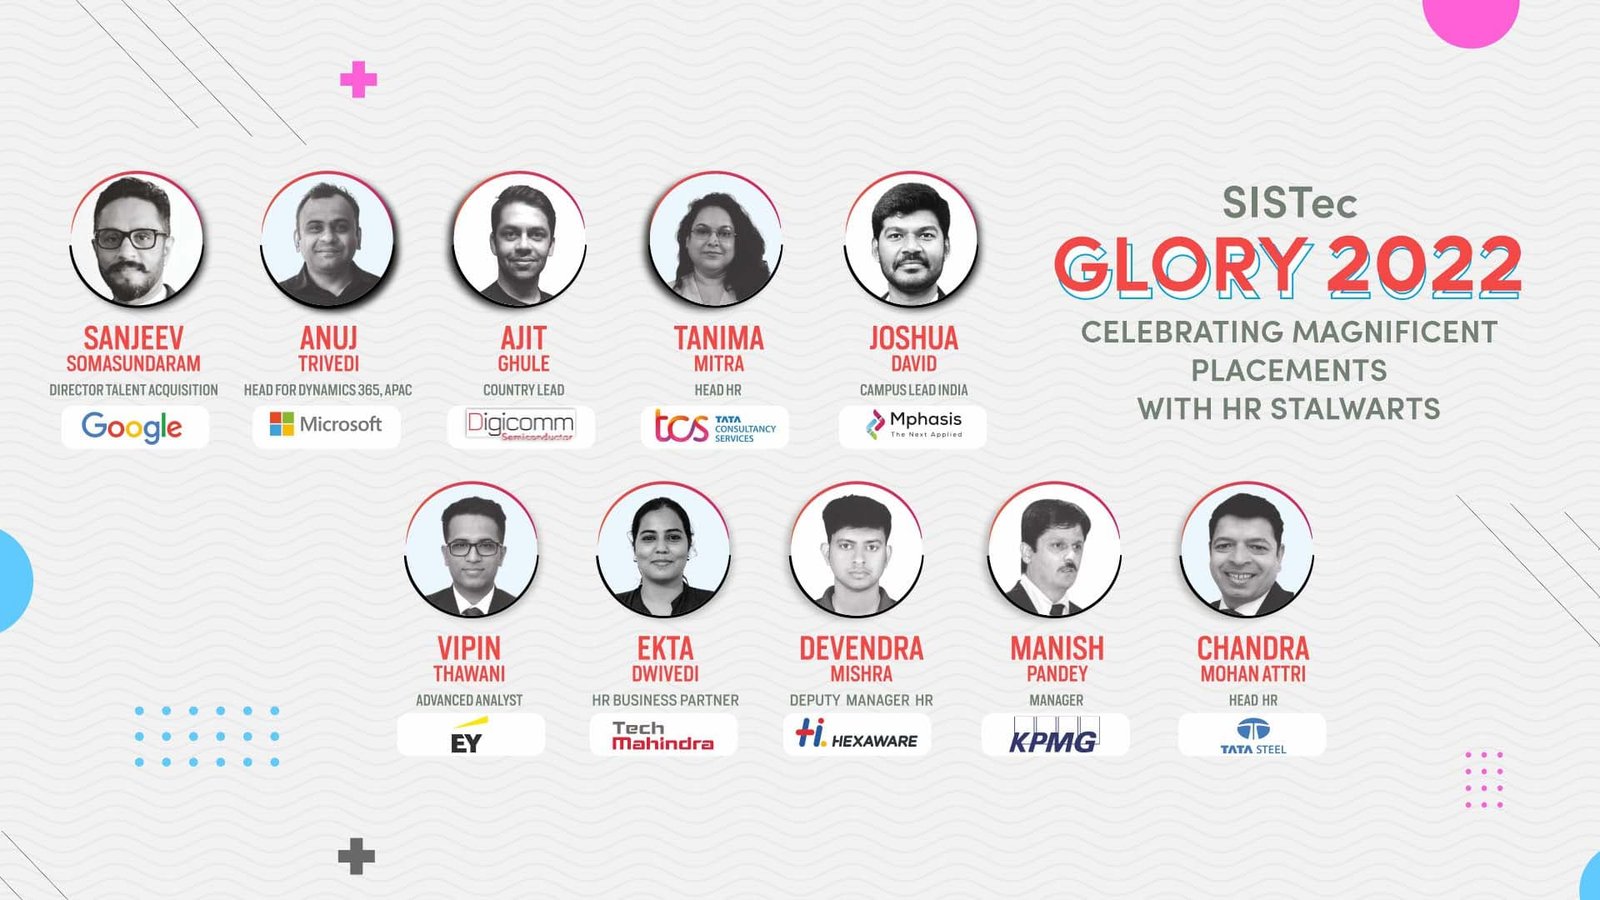 SISTec
GLORY 2022
CELEBRATING MAGNIFICENT
PLACEMENTS
WITH HR STALWARTS
SANJEEV
SOMASUNDARAM
DIRECTOR TALENT ACQUISITION
Google
ANUJ
TRIVEDI
HEAD FOR DYNAMICS 365, APAC
Microsoft
AJIT
GHULE
COUNTRY LEAD
Digicomm
Semiconductor
TANIMA
MITRA
HEAD HR
tcs TATA
CONSULTANCY
SERVICES
JOSHUA
DAVID
CAMPUS LEAD INDIA
Mphasis
The Next Applied
VIPIN
THAWANI
ADVANCED ANALYST
EY
EKTA
DWIVEDI
HR BUSINESS PARTNER
Tech
Mahindra
DEVENDRA
MISHRA
DEPUTY MANAGER HR
Hi. HEXAWARE
MANISH
PANDEY
MANAGER
KPMG
CHANDRA
MOHAN ATTRI
HEAD HR
TATA STEEL